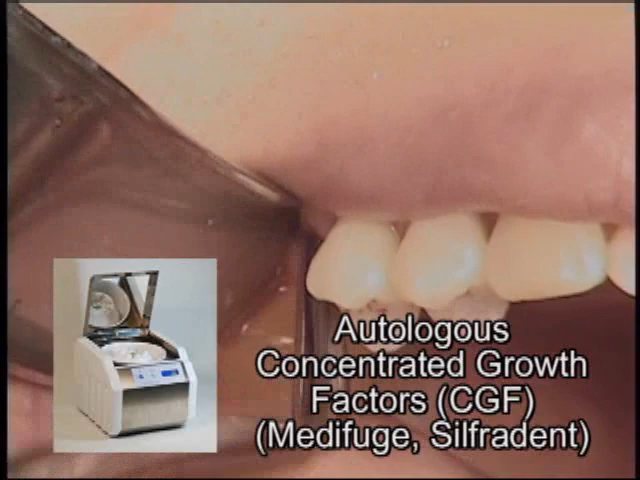 Autologous
Concentrated Growth
Factors (CGF)
(Medifuge, Silfradent)